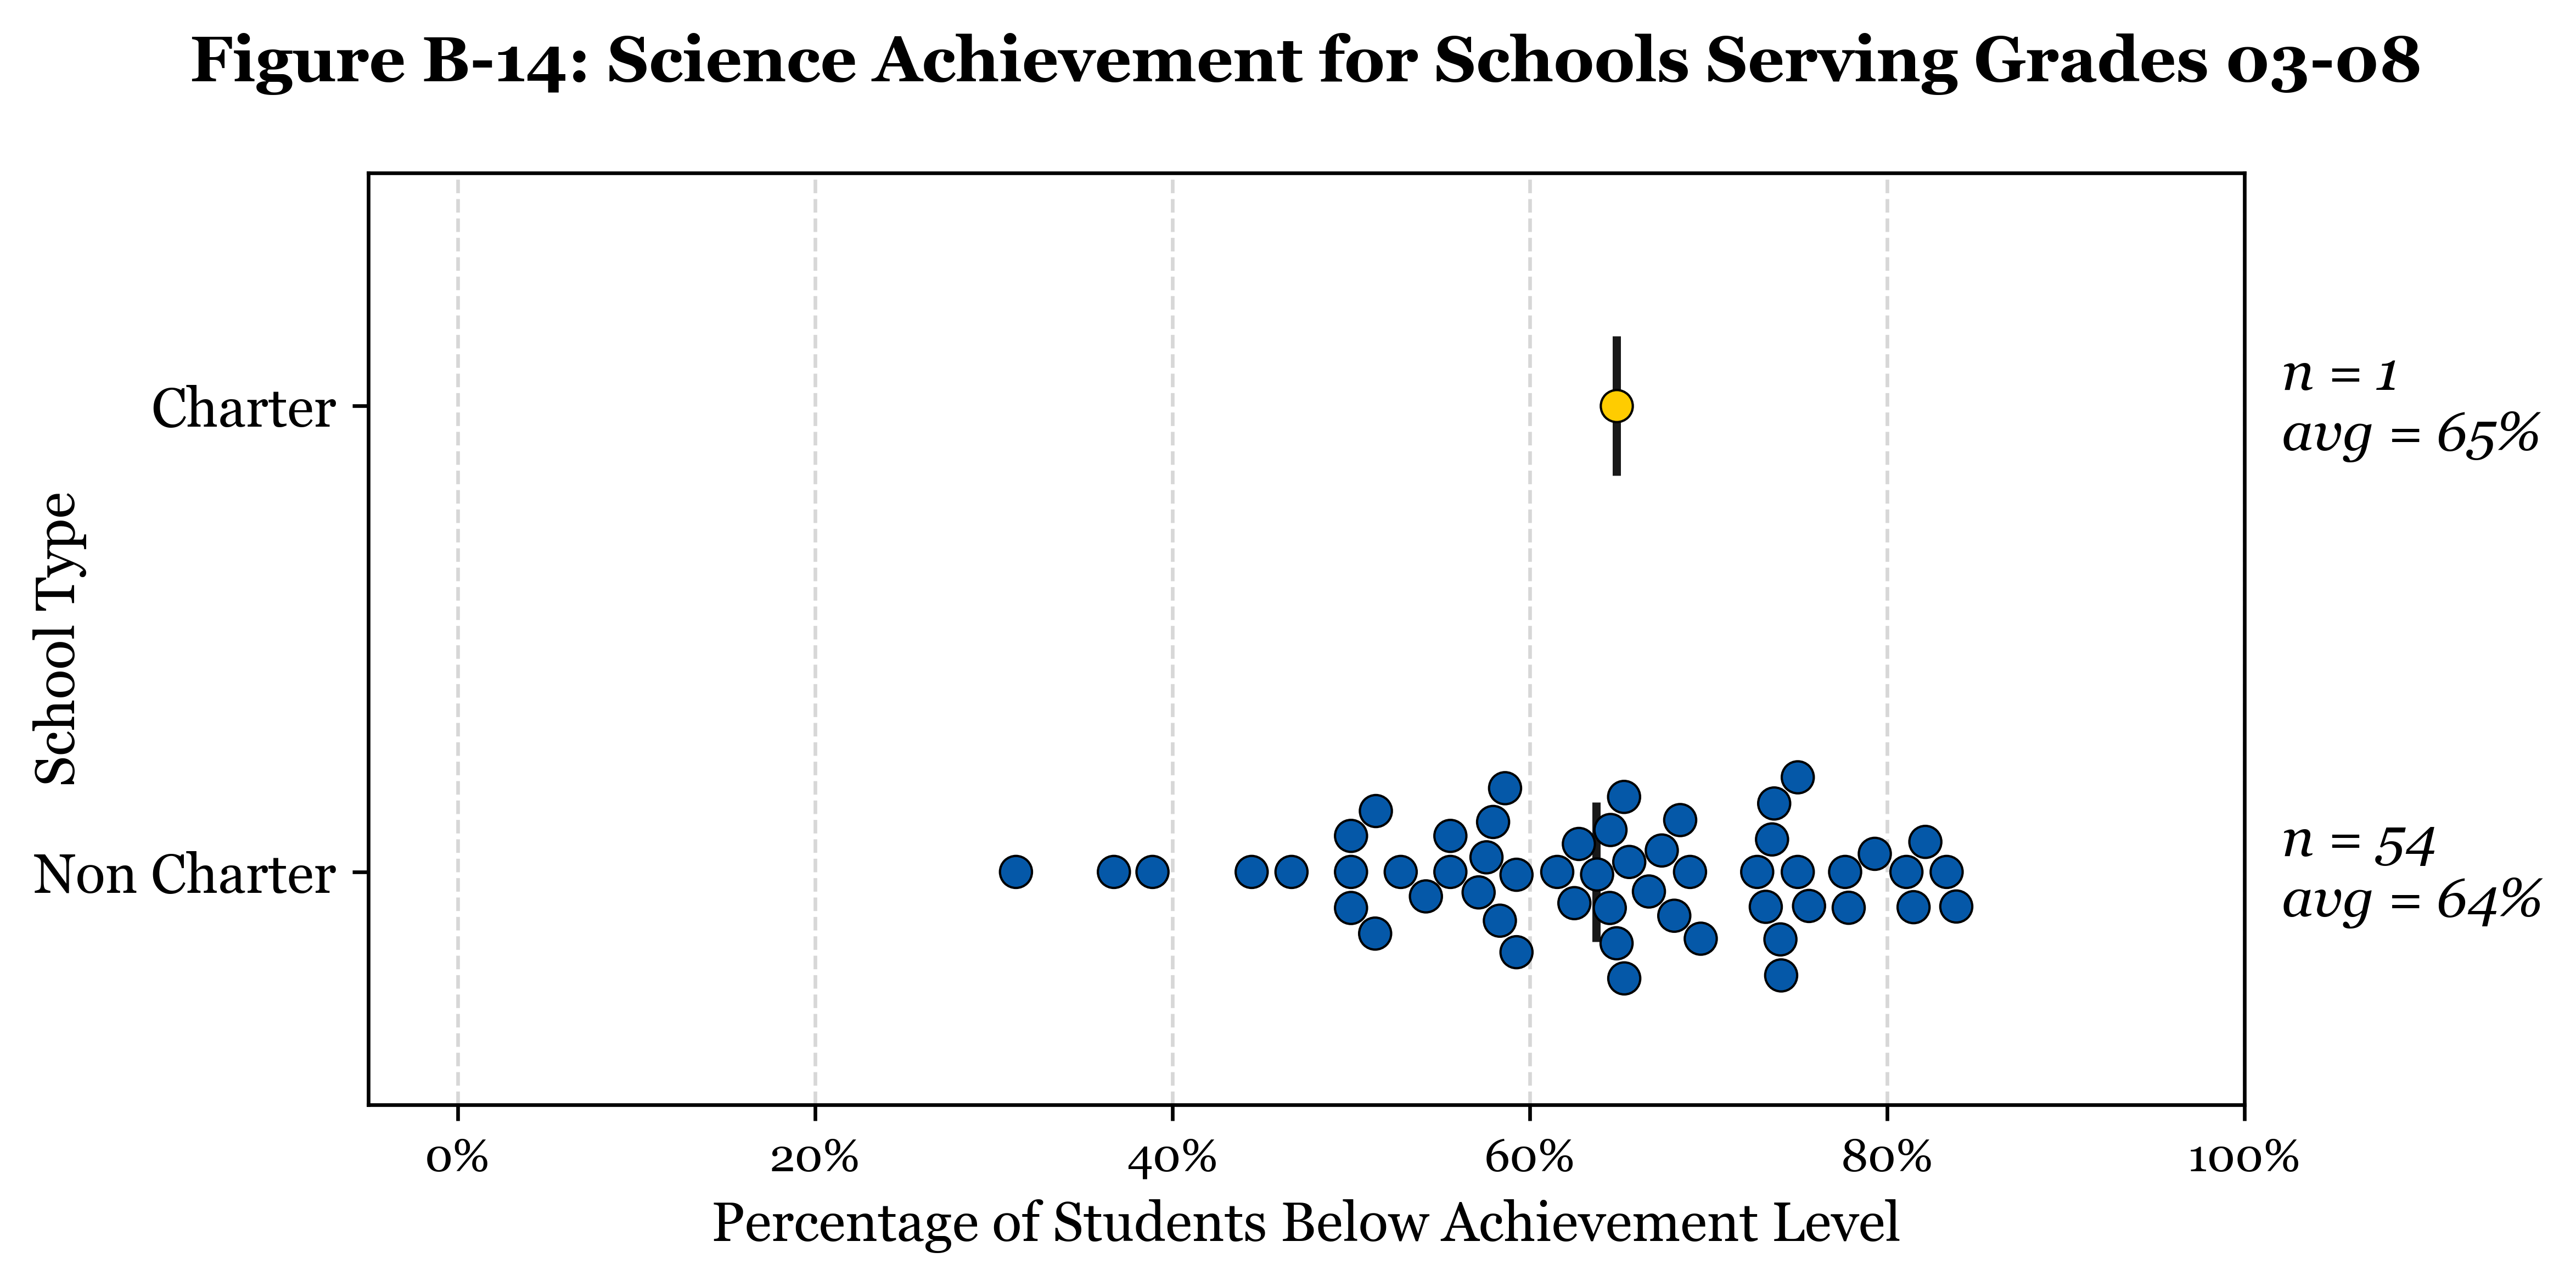 Figure B-14: Science Achievement for Schools Serving Grades 03-08
School Type
Charter
n = 1
avg = 65%
Non Charter
n = 54
avg = 64%
0% 20% 40% 60% 80% 100%
Percentage of Students Below Achievement Level